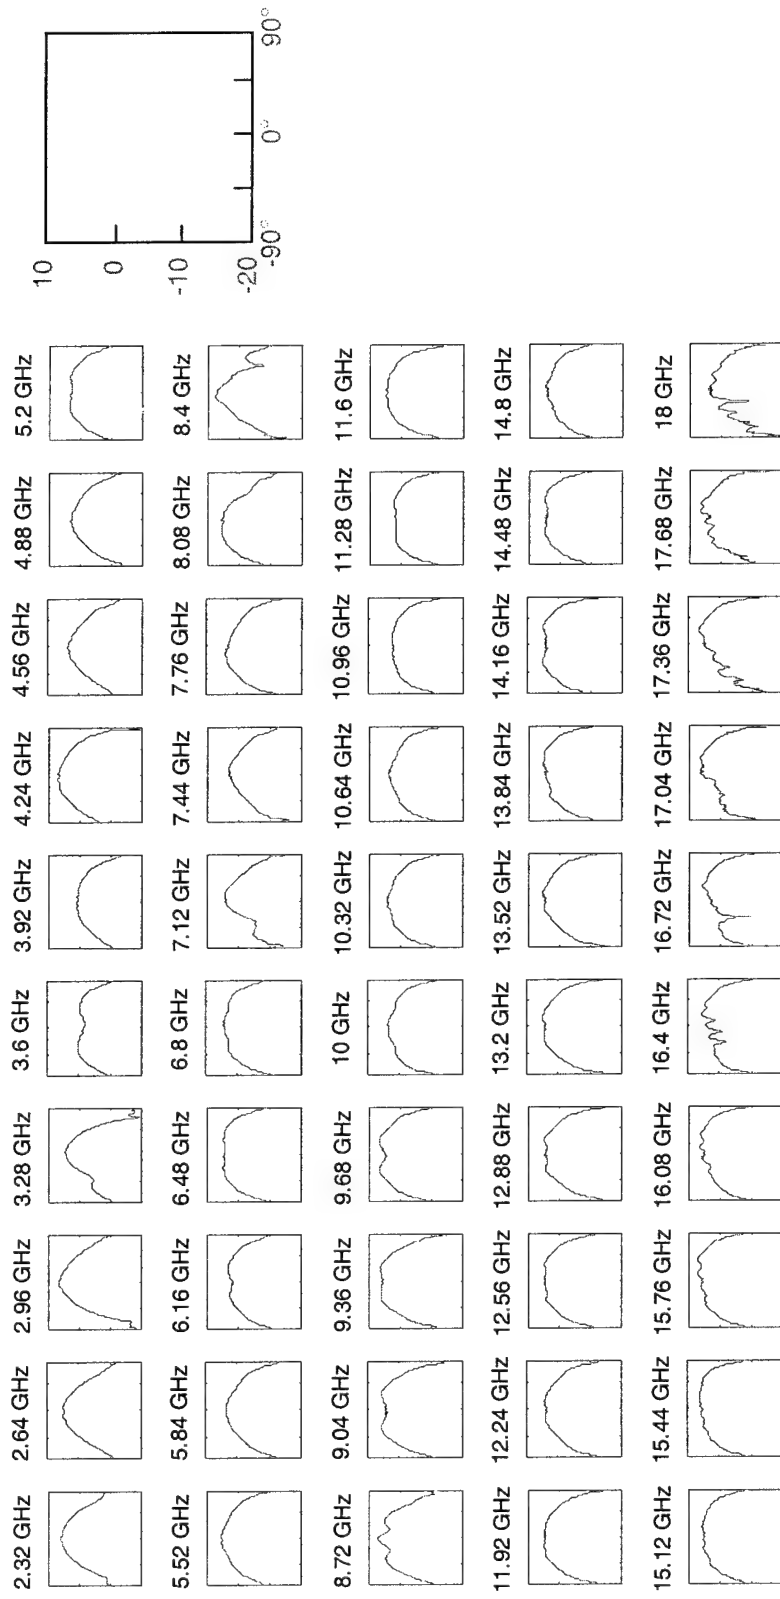 2.32 GHz 2.64 GHz 2.96 GHz 3.28 GHz 3.6 GHz 3.92 GHz 4.24 GHz 4.56 GHz 4.88 GHz 5.2 GHz
5.52 GHz 5.84 GHz 6.16 GHz 6.48 GHz 6.8 GHz 7.12 GHz 7.44 GHz 7.76 GHz 8.08 GHz 8.4 GHz
8.72 GHz 9.04 GHz 9.36 GHz 9.68 GHz 10 GHz 10.32 GHz 10.64 GHz 10.96 GHz 11.28 GHz 11.6 GHz
11.92 GHz 12.24 GHz 12.56 GHz 12.88 GHz 13.2 GHz 13.52 GHz 13.84 GHz 14.16 GHz 14.48 GHz 14.8 GHz
15.12 GHz 15.44 GHz 15.76 GHz 16.08 GHz 16.4 GHz 16.72 GHz 17.04 GHz 17.36 GHz 17.68 GHz 18 GHz
10
0
-10
-20
-90° 0° 90°